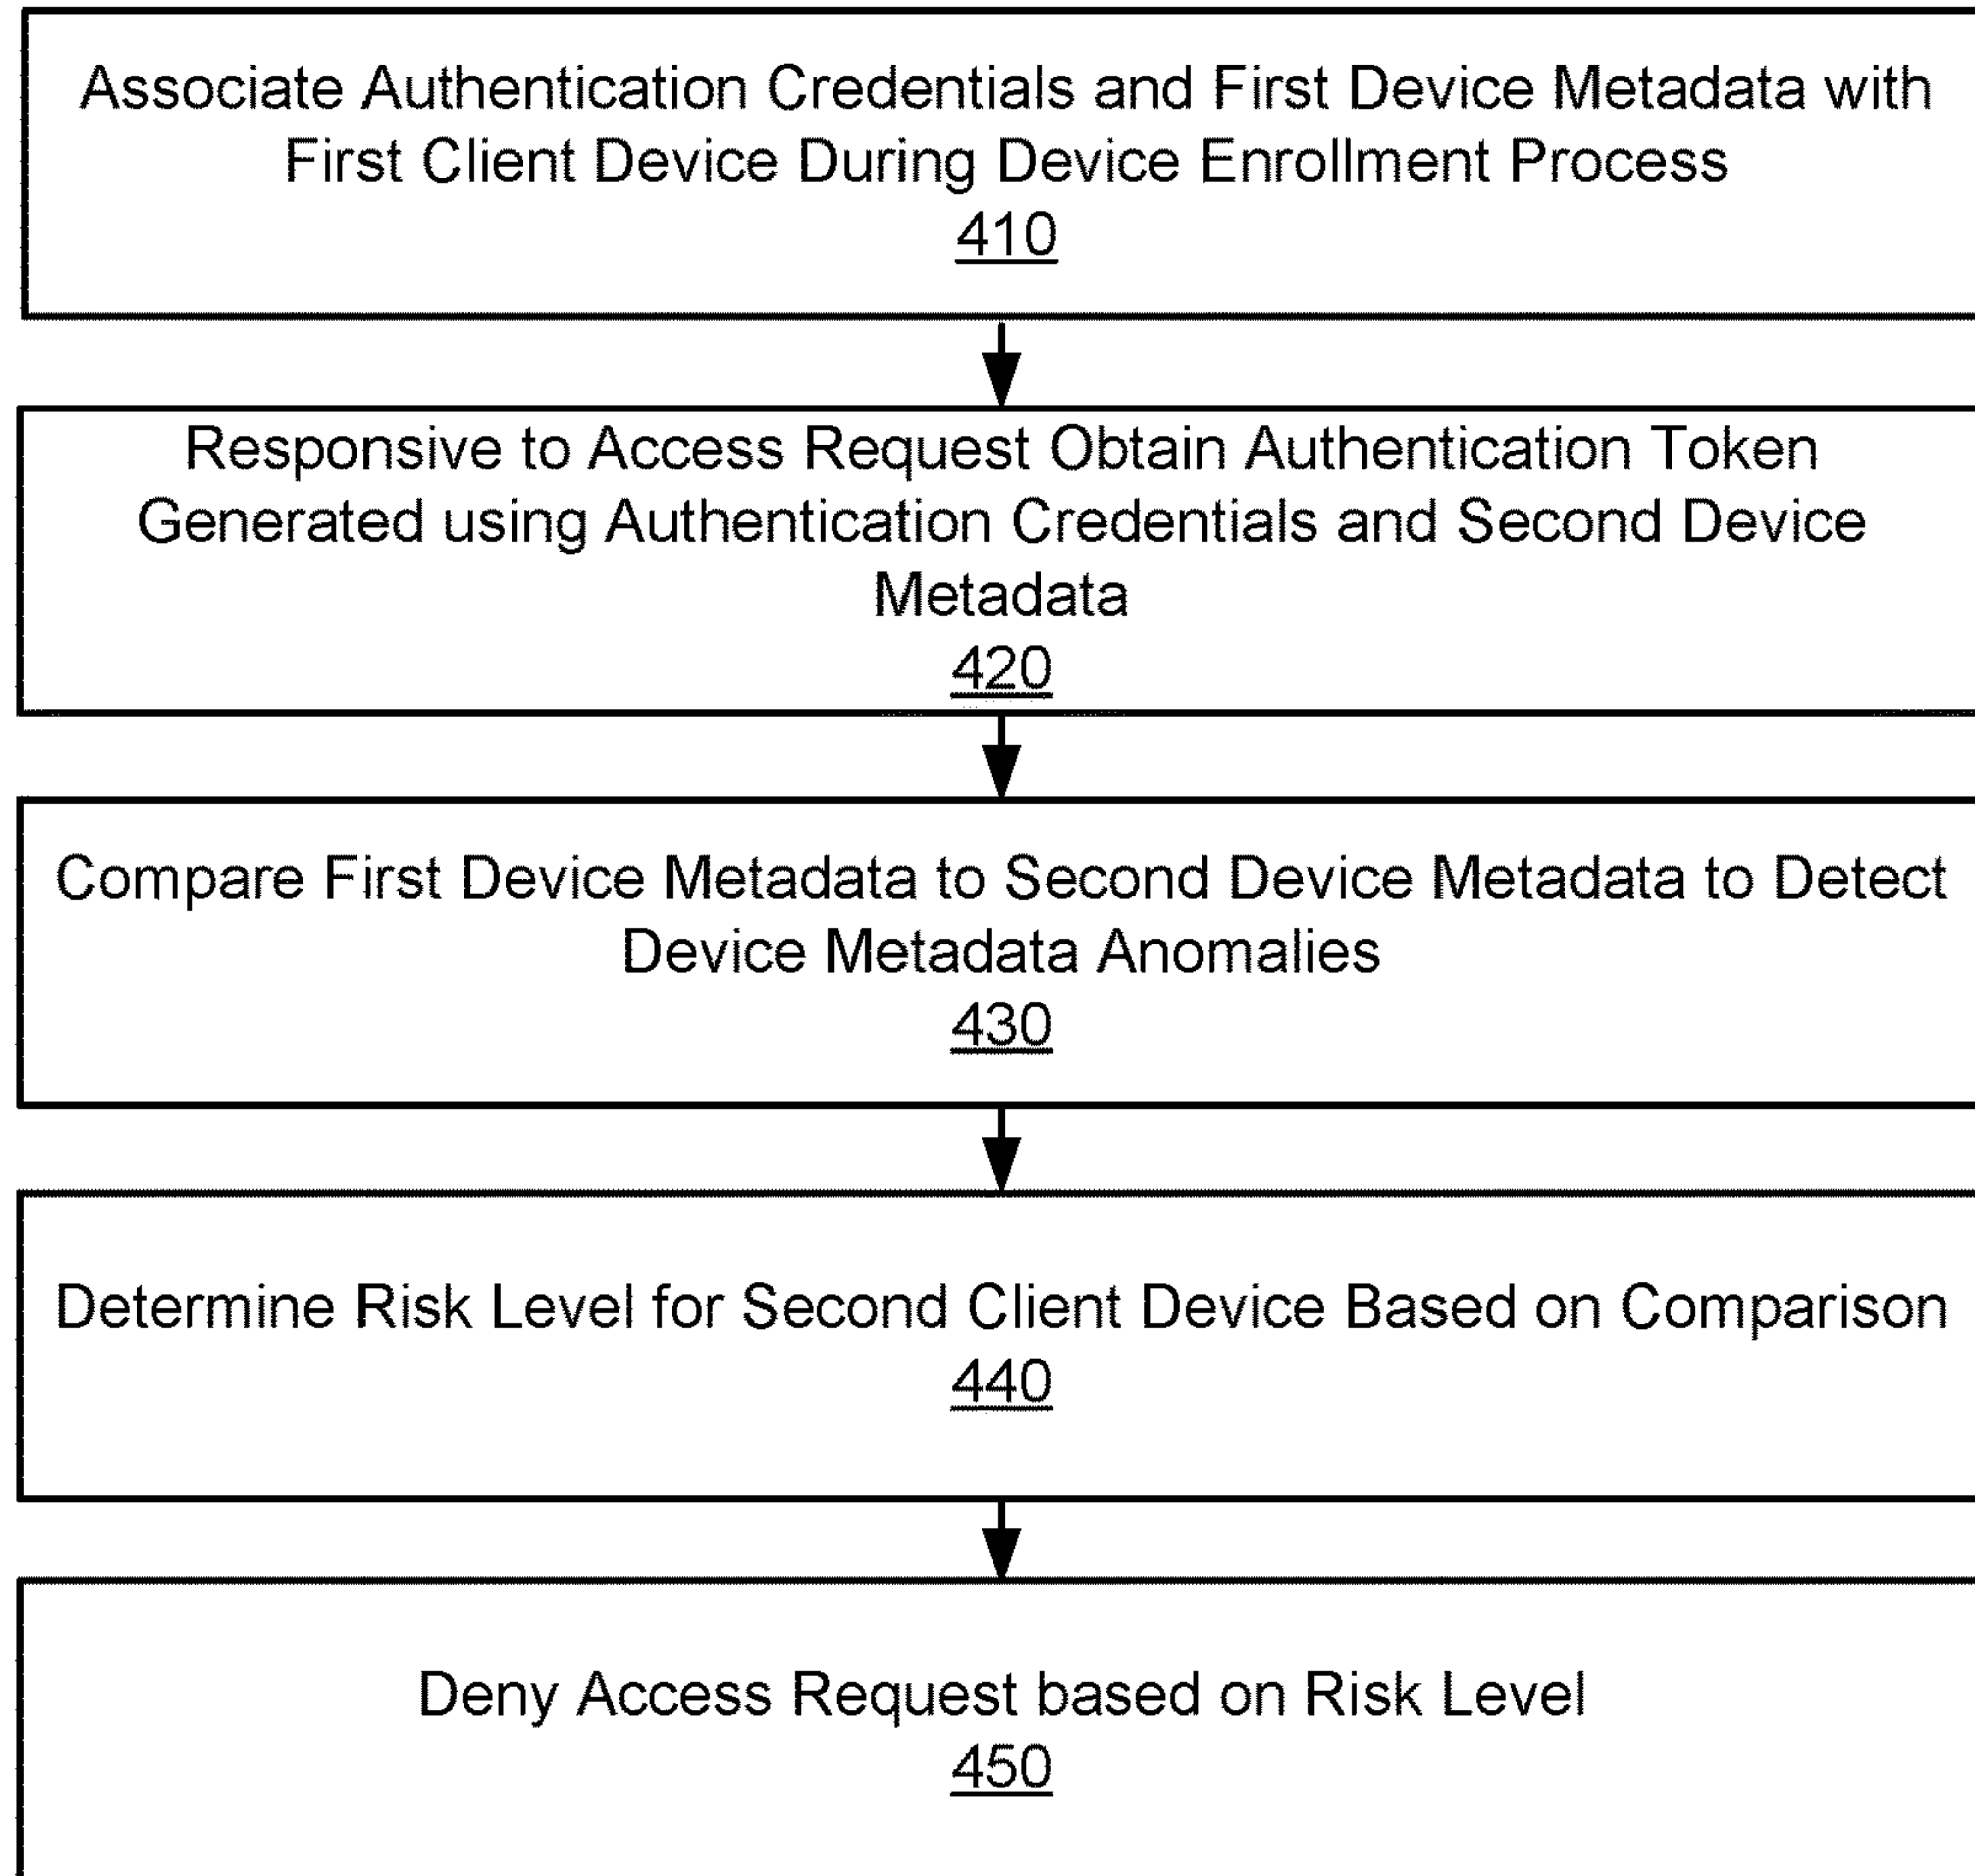 Associate Authentication Credentials and First Device Metadata with
First Client Device During Device Enrollment Process
410
Responsive to Access Request Obtain Authentication Token
Generated using Authentication Credentials and Second Device
Metadata
420
Compare First Device Metadata to Second Device Metadata to Detect
Device Metadata Anomalies
430
Determine Risk Level for Second Client Device Based on Comparison
440
Deny Access Request based on Risk Level
450